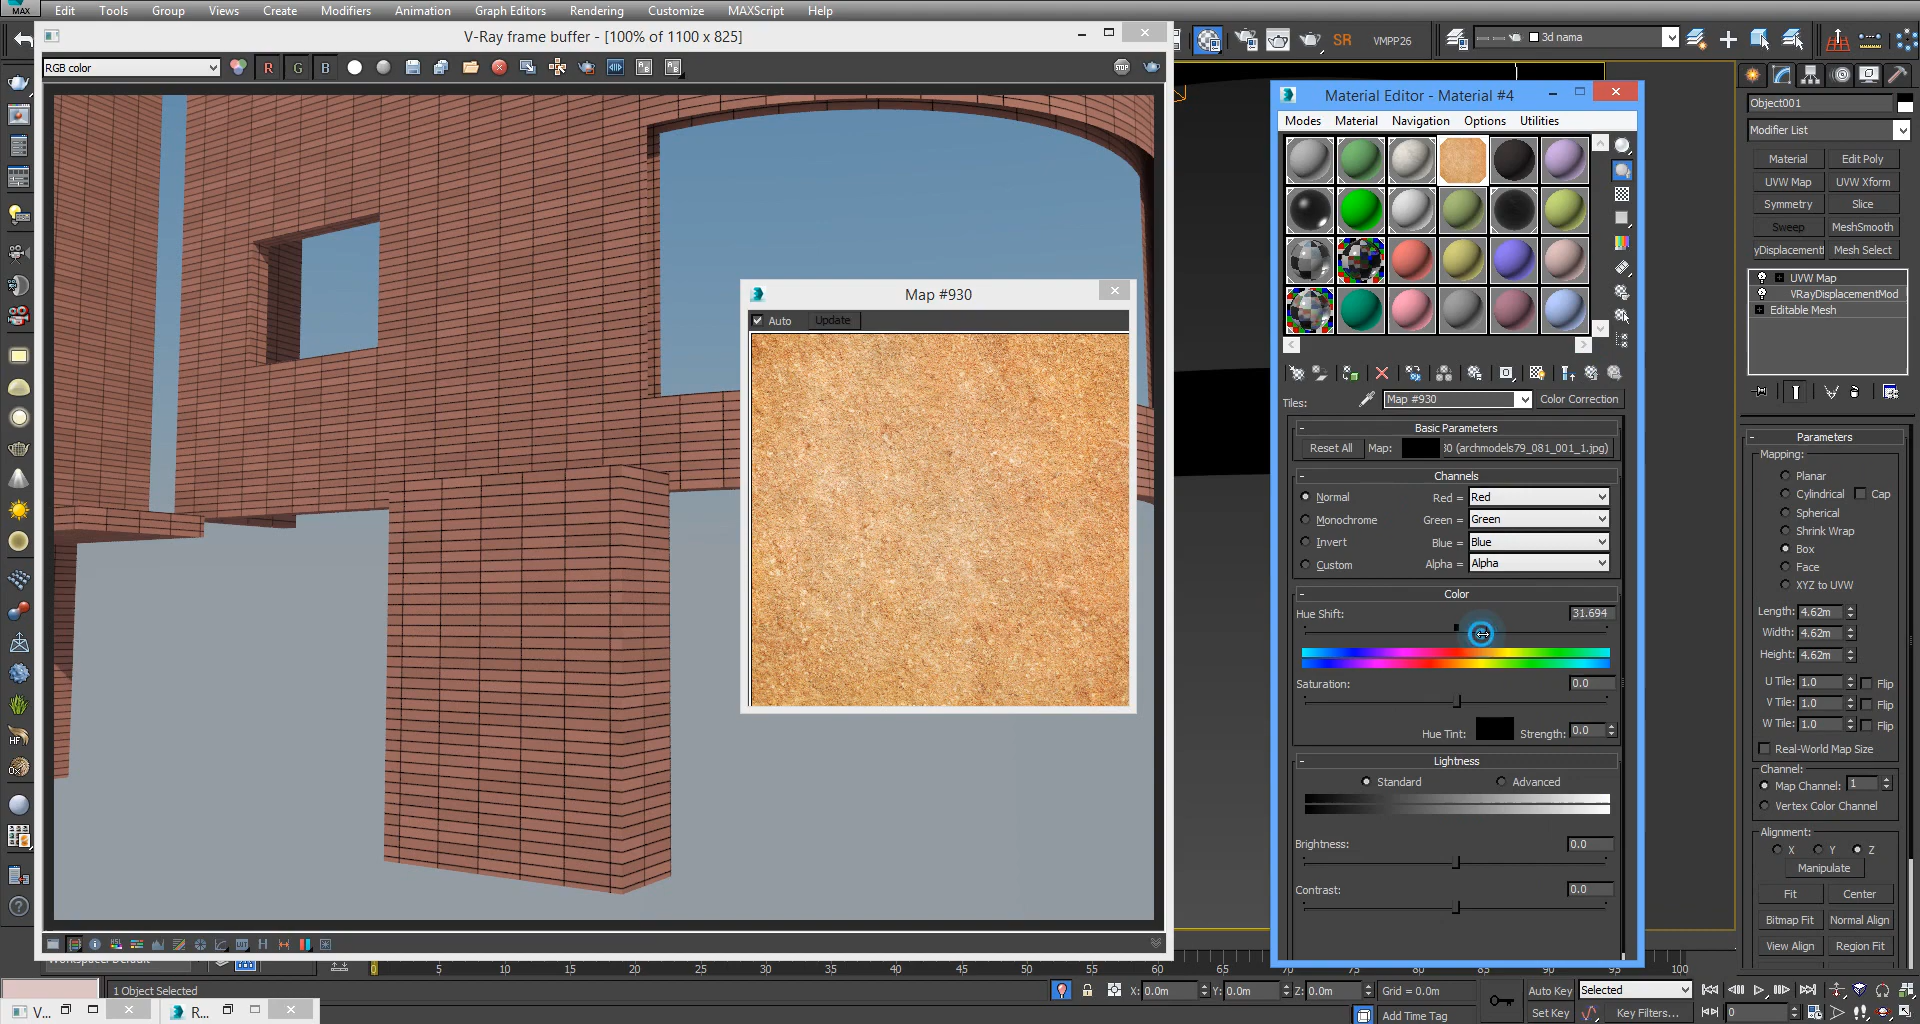 MAX
Edit Tools Group Views Create Modifiers Animation Graph Editors Rendering Customize MAXScript Help
V-Ray frame buffer - [100% of 1100 x 825]
RGB color
R G B
STOP
SR VMPP26
3d nama
Material Editor - Material #4
Modes Material Navigation Options Utilities
Object001
Modifier List
Material Edit Poly
UVW Map UVW Xform
Symmetry Slice
Sweep MeshSmooth
yDisplacement Mesh Select
UVW Map
VRayDisplacementMod
Editable Mesh
Map #930
Auto Update
Tiles: Map #930 Color Correction
Basic Parameters
Reset All Map: 30 (archmodels79_081_001_1.jpg)
Channels
Normal Red = Red
Monochrome Green = Green
Invert Blue = Blue
Custom Alpha = Alpha
Color
Hue Shift: 31.694
Saturation: 0.0
Hue Tint: Strength: 0.0
Lightness
Standard Advanced
Brightness: 0.0
Contrast: 0.0
Parameters
Mapping:
Planar
Cylindrical Cap
Spherical
Shrink Wrap
Box
Face
XYZ to UVW
Length: 4.62m
Width: 4.62m
Height: 4.62m
U Tile: 1.0 Flip
V Tile: 1.0 Flip
W Tile: 1.0 Flip
Real-World Map Size
Channel:
Map Channel: 1
Vertex Color Channel
Alignment:
X Y Z
Manipulate
Fit Center
Bitmap Fit Normal Align
View Align Region Fit
HF
Workspace: Default
0 5 10 15 20 25 30 35 40 45 50 55 60 65 70 75 80 85 90 95 100
1 Object Selected X: 0.0m Y: 0.0m Z: 0.0m Grid = 0.0m Auto Key Selected
V... R... Add Time Tag Set Key Key Filters... 0